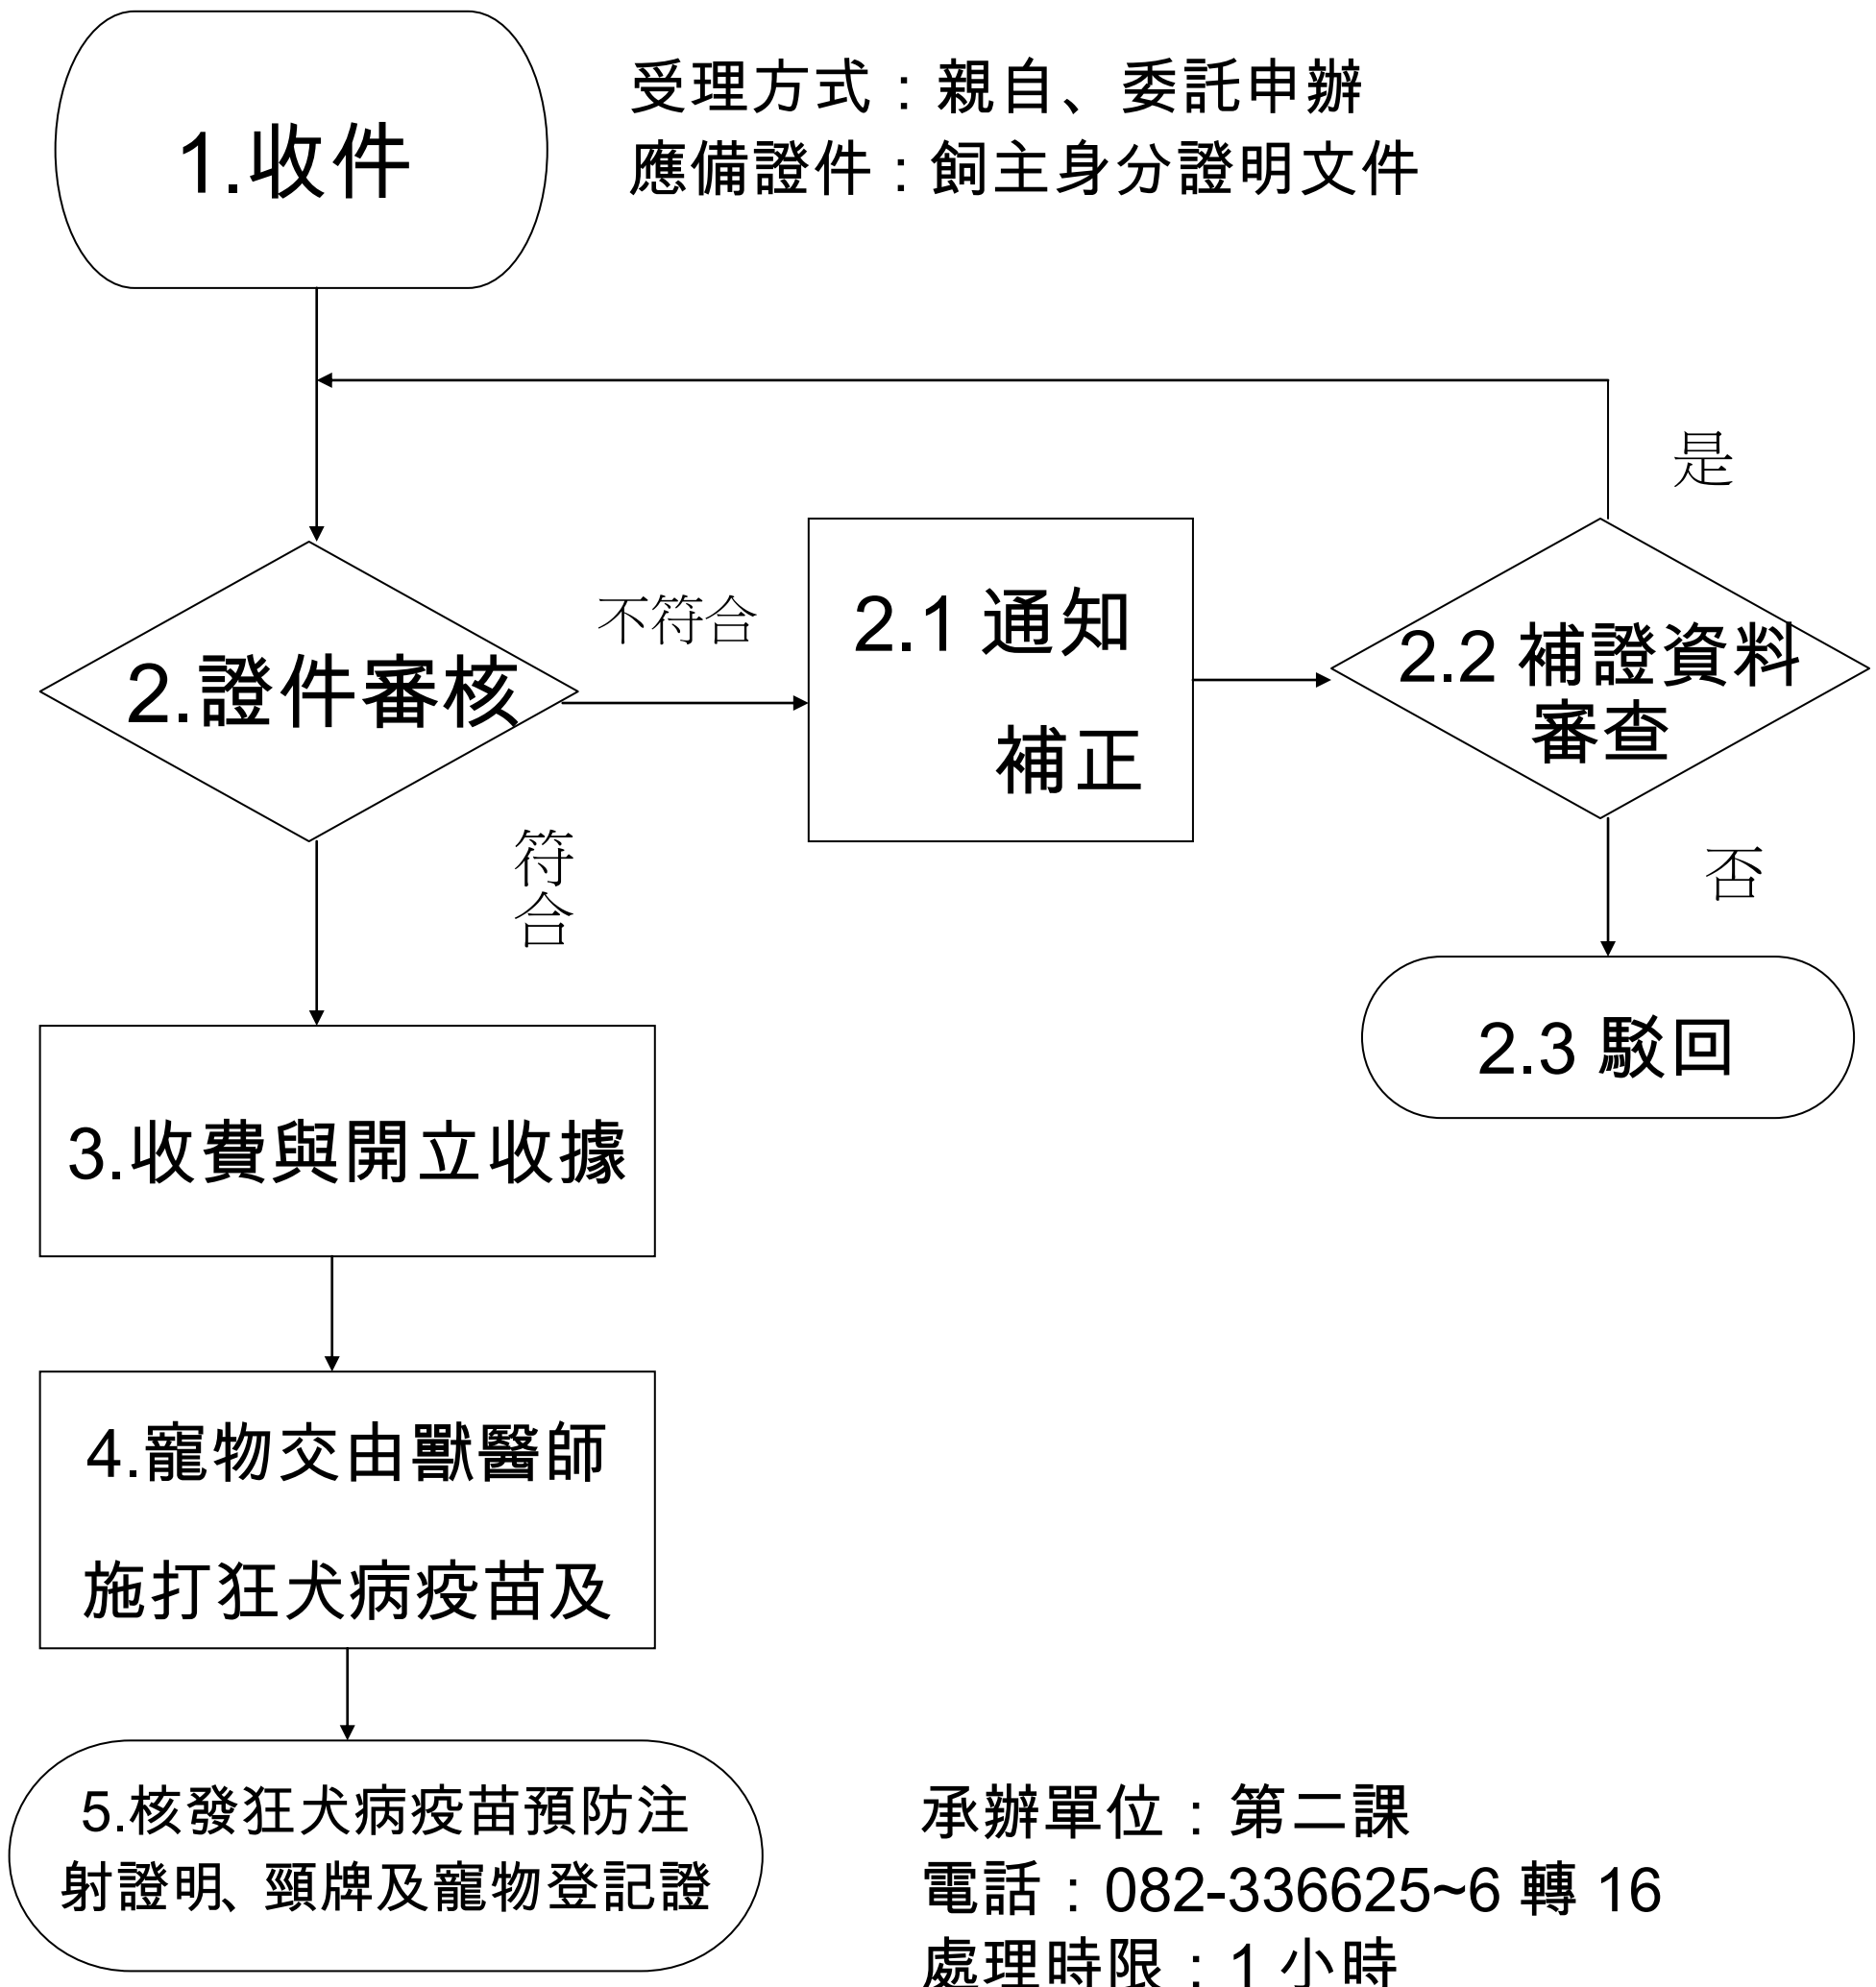 1.收件
受理方式：親自、委託申辦
應備證件：飼主身分證明文件
是
不符合
2.1 通知
補正
2.證件審核
2.2 補證資料
審查
符
合
否
2.3 駁回
3.收費與開立收據
4.寵物交由獸醫師
施打狂犬病疫苗及
5.核發狂犬病疫苗預防注
射證明、頸牌及寵物登記證
承辦單位：第二課
電話：082-336625~6 轉 16
處理時限：1 小時